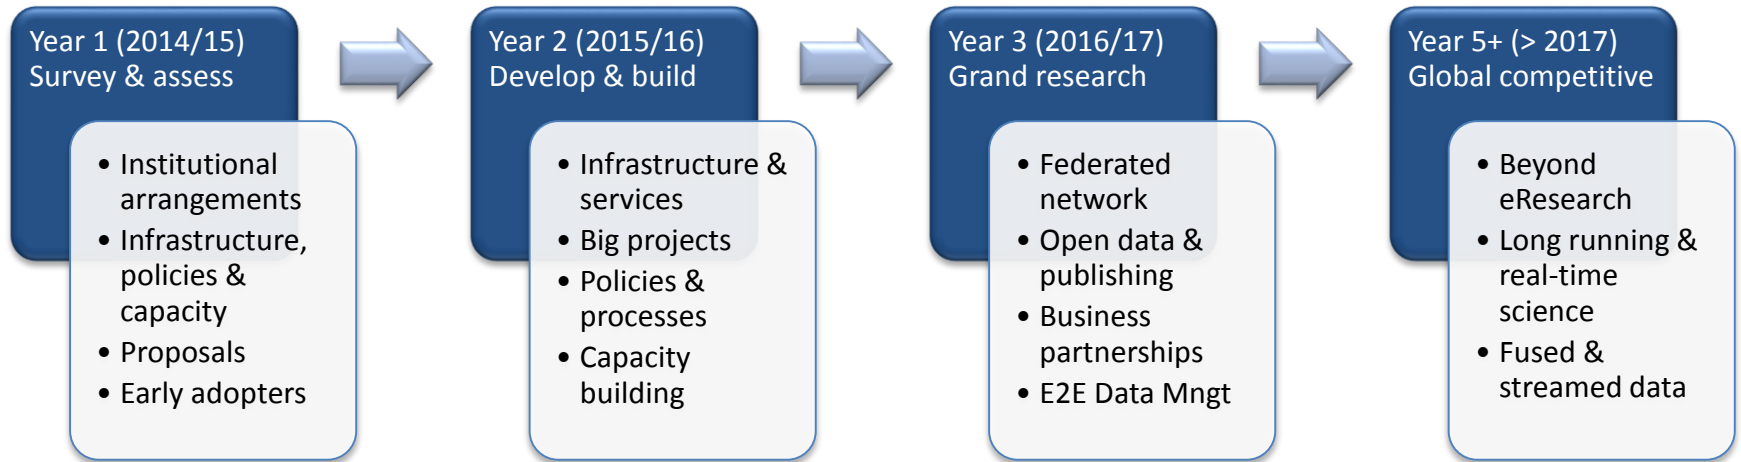 Year 1 (2014/15)
Survey & assess
• Institutional
arrangements
• Infrastructure,
policies &
capacity
• Proposals
• Early adopters
Year 2 (2015/16)
Develop & build
• Infrastructure &
services
• Big projects
• Policies &
processes
• Capacity
building
Year 3 (2016/17)
Grand research
• Federated
network
• Open data &
publishing
• Business
partnerships
• E2E Data Mngt
Year 5+ (> 2017)
Global competitive
• Beyond
eResearch
• Long running &
real-time
science
• Fused &
streamed data